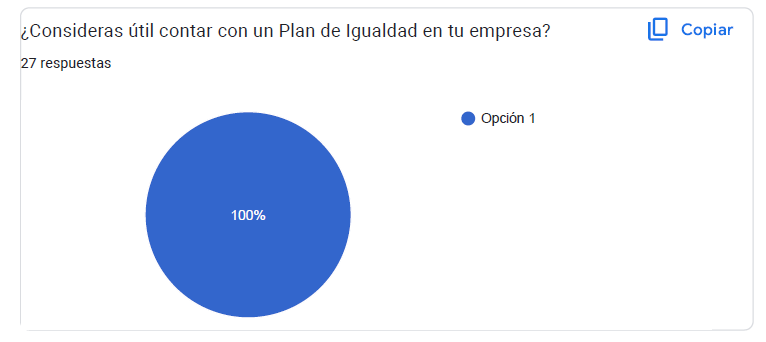 ¿Consideras útil contar con un Plan de Igualdad en tu empresa?
Copiar
27 respuestas
Opción 1
100%